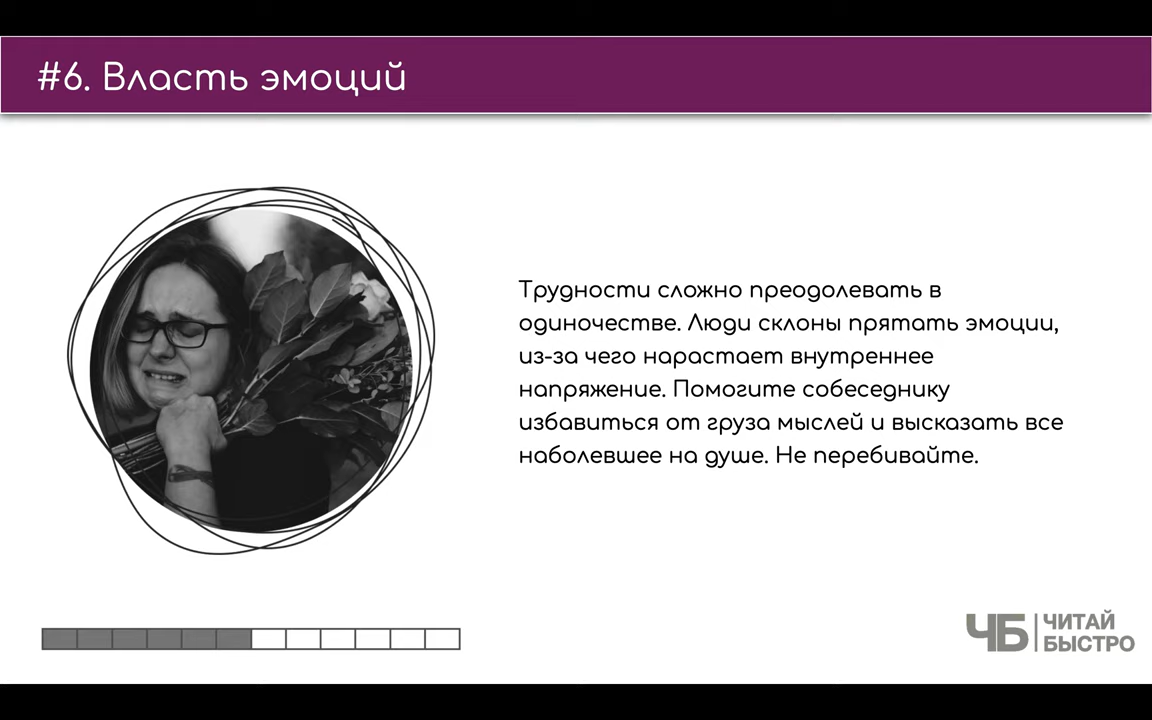 #6. Власть эмоций
Трудности сложно преодолевать в
одиночестве. Люди склоны прятать эмоции,
из-за чего нарастает внутреннее
напряжение. Помогите собеседнику
избавиться от груза мыслей и высказать все
наболевшее на душе. Не перебивайте.
ЧБ
ЧИТАЙ
БЫСТРО